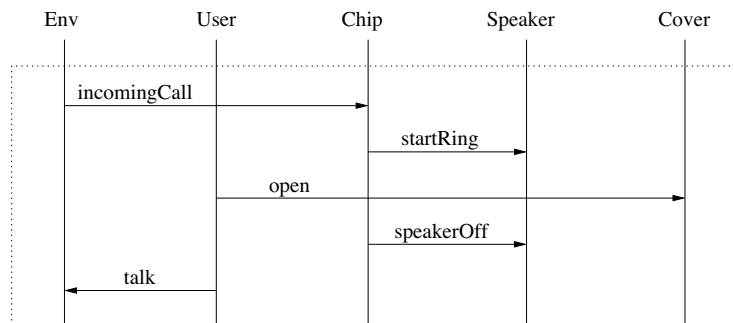 Env User Chip Speaker Cover
incomingCall
startRing
open
speakerOff
talk